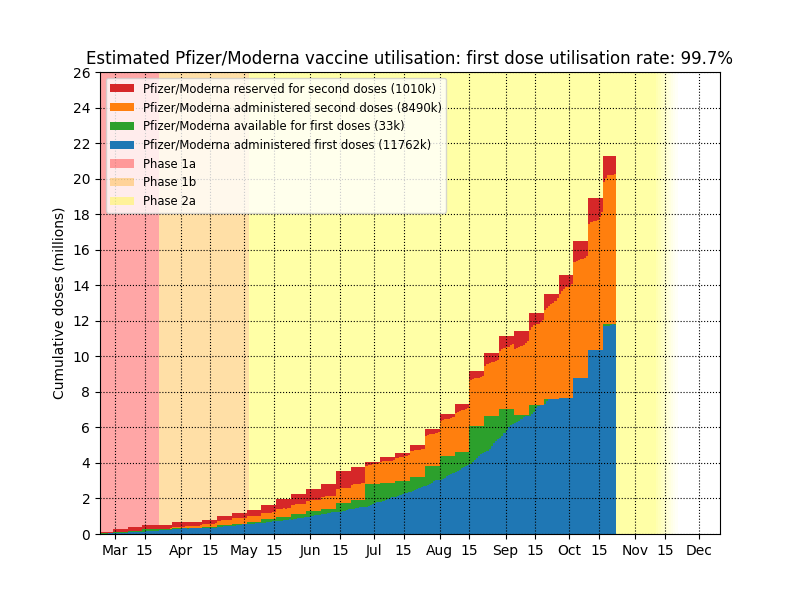 Estimated Pfizer/Moderna vaccine utilisation: first dose utilisation rate: 99.7%
Pfizer/Moderna reserved for second doses (1010k)
Pfizer/Moderna administered second doses (8490k)
Pfizer/Moderna available for first doses (33k)
Pfizer/Moderna administered first doses (11762k)
Phase 1a
Phase 1b
Phase 2a
Cumulative doses (millions)
26
24
22
20
18
16
14
12
10
8
6
4
2
0
Mar 15 Apr 15 May 15 Jun 15 Jul 15 Aug 15 Sep 15 Oct 15 Nov 15 Dec